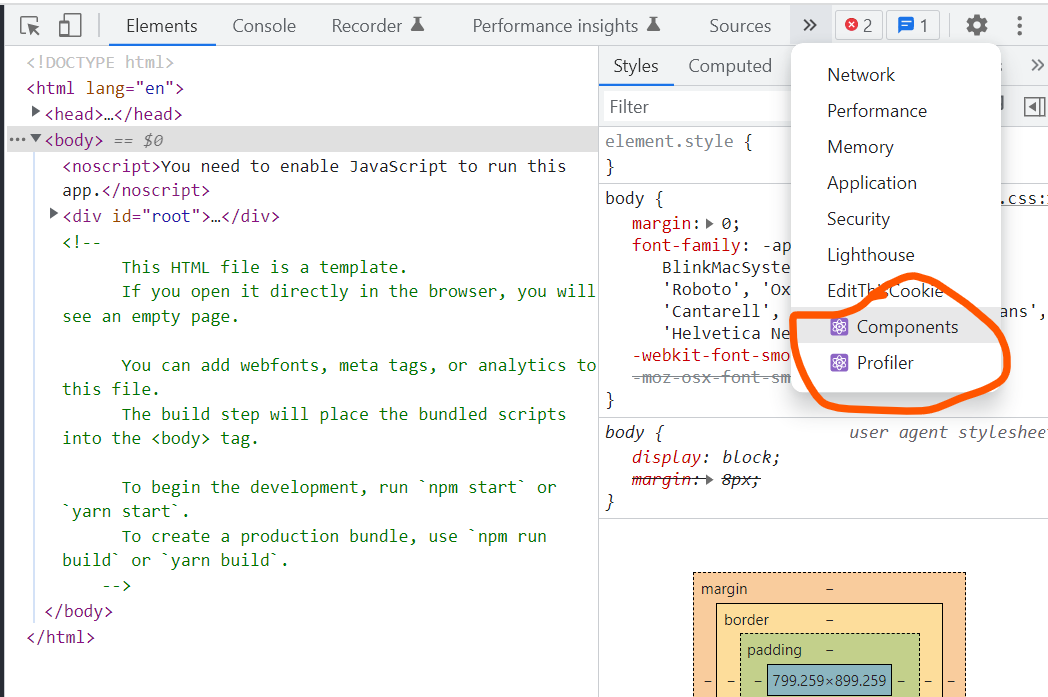 Elements Console Recorder Performance insights Sources 2 1
<!DOCTYPE html>
<html lang="en">
<head>…</head>
<body> == $0
<noscript>You need to enable JavaScript to run this
app.</noscript>
<div id="root">…</div>
<!--
This HTML file is a template.
If you open it directly in the browser, you will
see an empty page.
You can add webfonts, meta tags, or analytics to
this file.
The build step will place the bundled scripts
into the <body> tag.
To begin the development, run `npm start` or
`yarn start`.
To create a production bundle, use `npm run
build` or `yarn build`.
-->
</body>
</html>
Styles Computed
Filter
element.style {
}
body { .css:
margin: 0;
font-family: -ap
BlinkMacSyste
'Roboto', 'Ox
'Cantarell', ans',
'Helvetica Ne
-webkit-font-smo
-moz-osx-font-sm
}
body { user agent styleshee
display: block;
margin: 8px;
}
margin –
border –
padding –
– – – 799.259×899.259 – – –
Network
Performance
Memory
Application
Security
Lighthouse
EditThisCookie
Components
Profiler